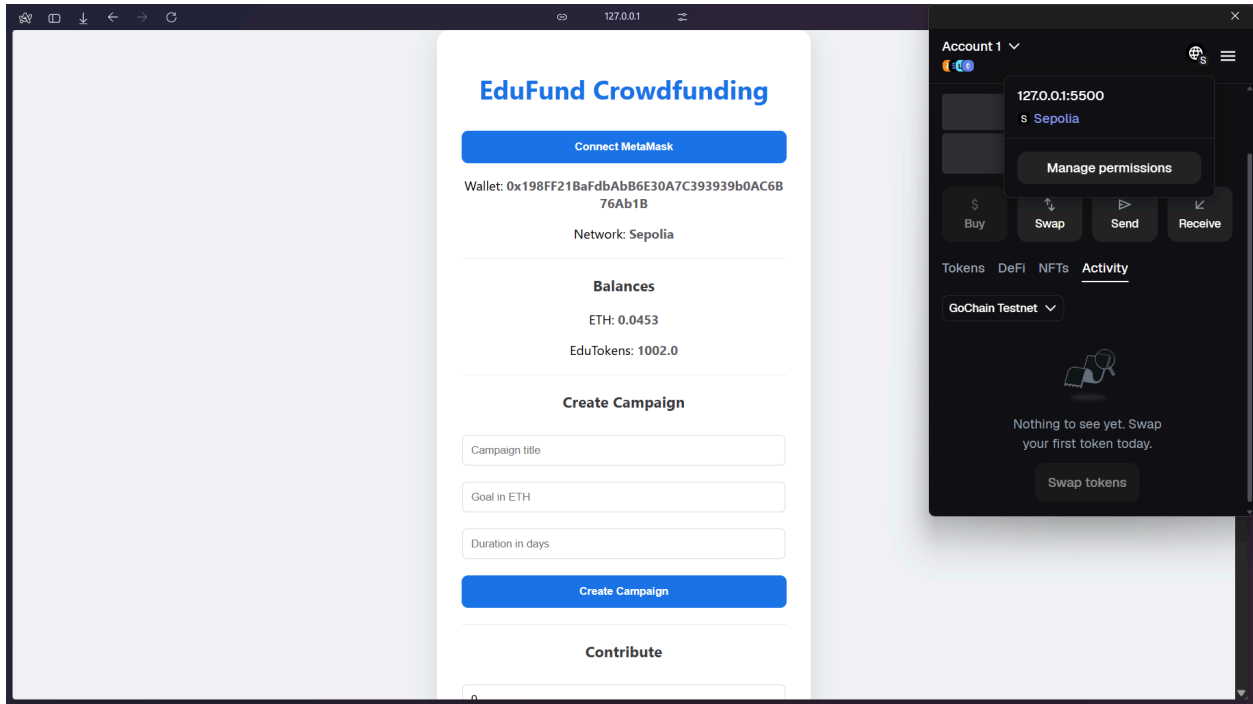 127.0.0.1
EduFund Crowdfunding
Connect MetaMask
Wallet: 0x198FF21BaFdbAbB6E30A7C393939b0AC6B
76Ab1B
Network: Sepolia
Balances
ETH: 0.0453
EduTokens: 1002.0
Create Campaign
Campaign title
Goal in ETH
Duration in days
Create Campaign
Contribute
0
Account 1
S
127.0.0.1:5500
S Sepolia
Manage permissions
$
Buy
Swap
Send
Receive
Tokens DeFi NFTs Activity
GoChain Testnet
Nothing to see yet. Swap
your first token today.
Swap tokens